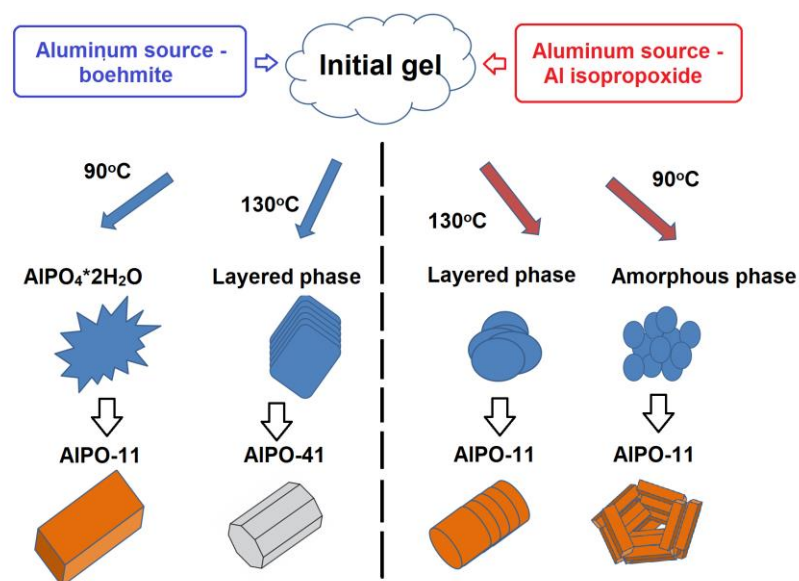 Aluminum source -
boehmite
Initial gel
Aluminum source -
Al isopropoxide
90°C
130°C
130°C
90°C
AlPO₄*2H₂O
Layered phase
Layered phase
Amorphous phase
AlPO-11
AlPO-41
AlPO-11
AlPO-11